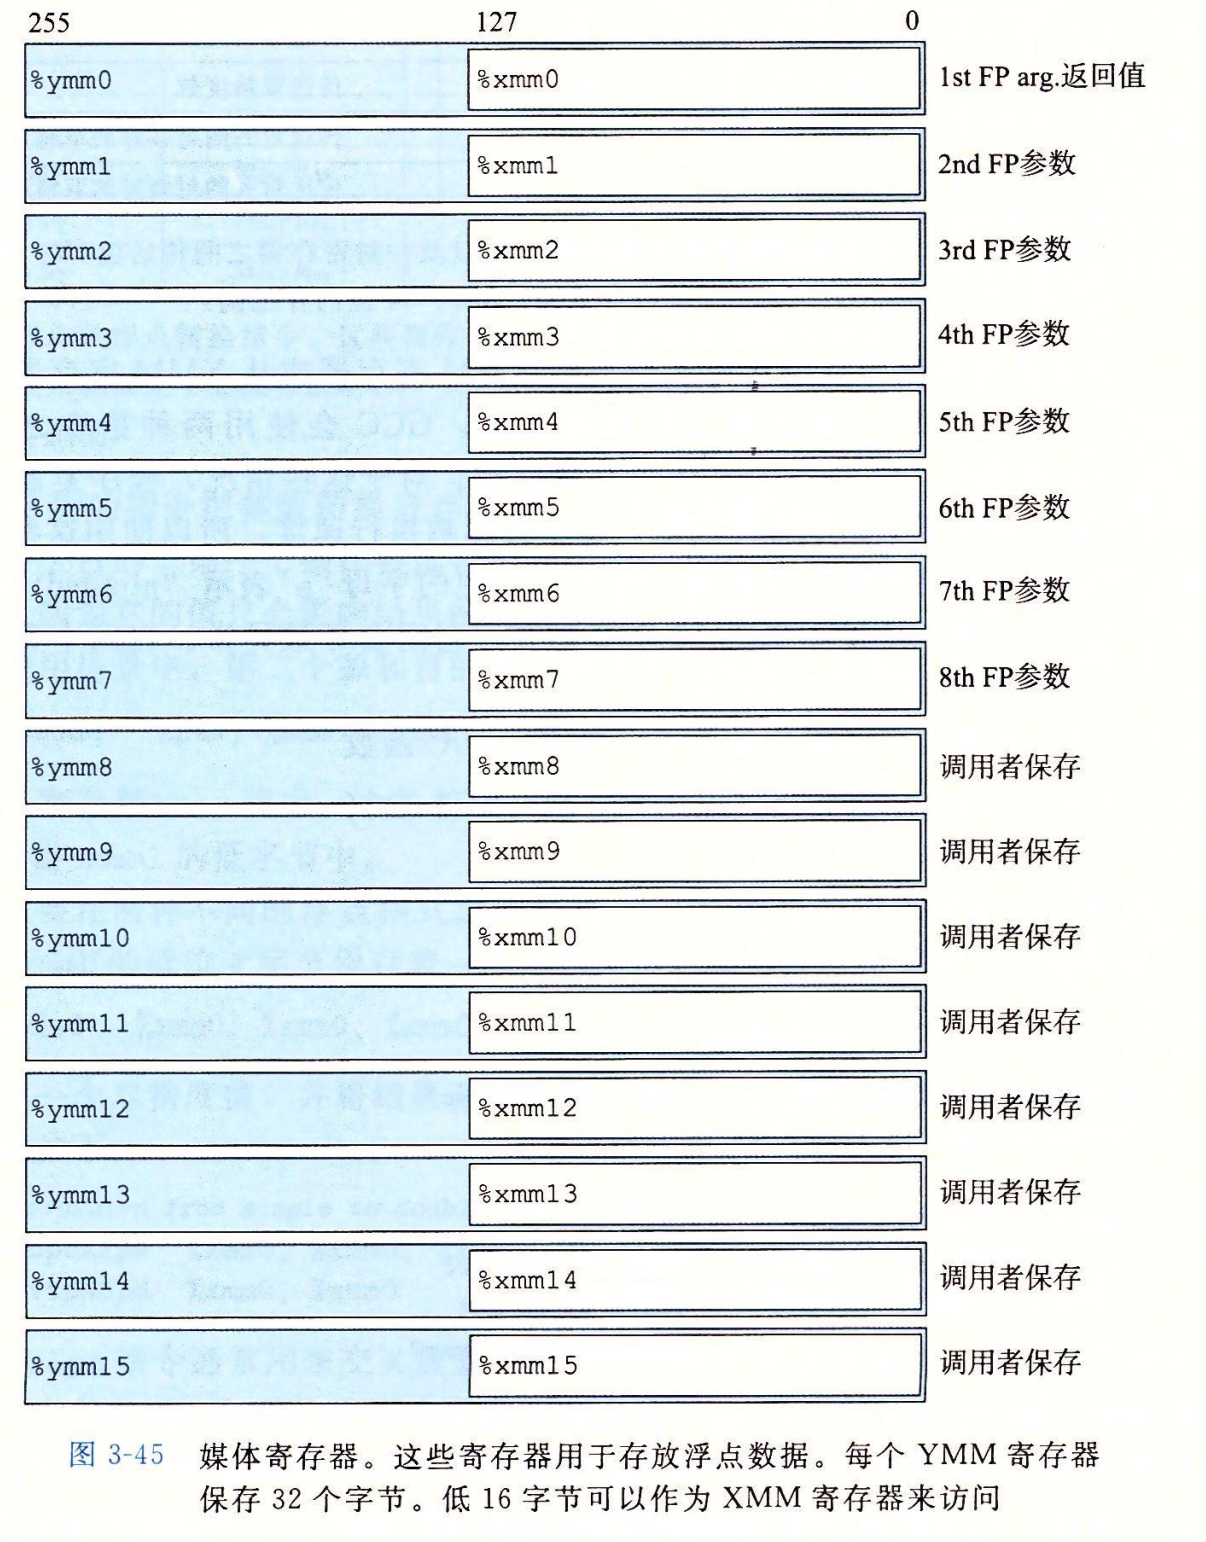 255 127 0
%ymm0 %xmm0 1st FP arg.返回值
%ymm1 %xmm1 2nd FP参数
%ymm2 %xmm2 3rd FP参数
%ymm3 %xmm3 4th FP参数
%ymm4 %xmm4 5th FP参数
%ymm5 %xmm5 6th FP参数
%ymm6 %xmm6 7th FP参数
%ymm7 %xmm7 8th FP参数
%ymm8 %xmm8 调用者保存
%ymm9 %xmm9 调用者保存
%ymm10 %xmm10 调用者保存
%ymm11 %xmm11 调用者保存
%ymm12 %xmm12 调用者保存
%ymm13 %xmm13 调用者保存
%ymm14 %xmm14 调用者保存
%ymm15 %xmm15 调用者保存
图 3-45 媒体寄存器。这些寄存器用于存放浮点数据。每个 YMM 寄存器
保存 32 个字节。低 16 字节可以作为 XMM 寄存器来访问